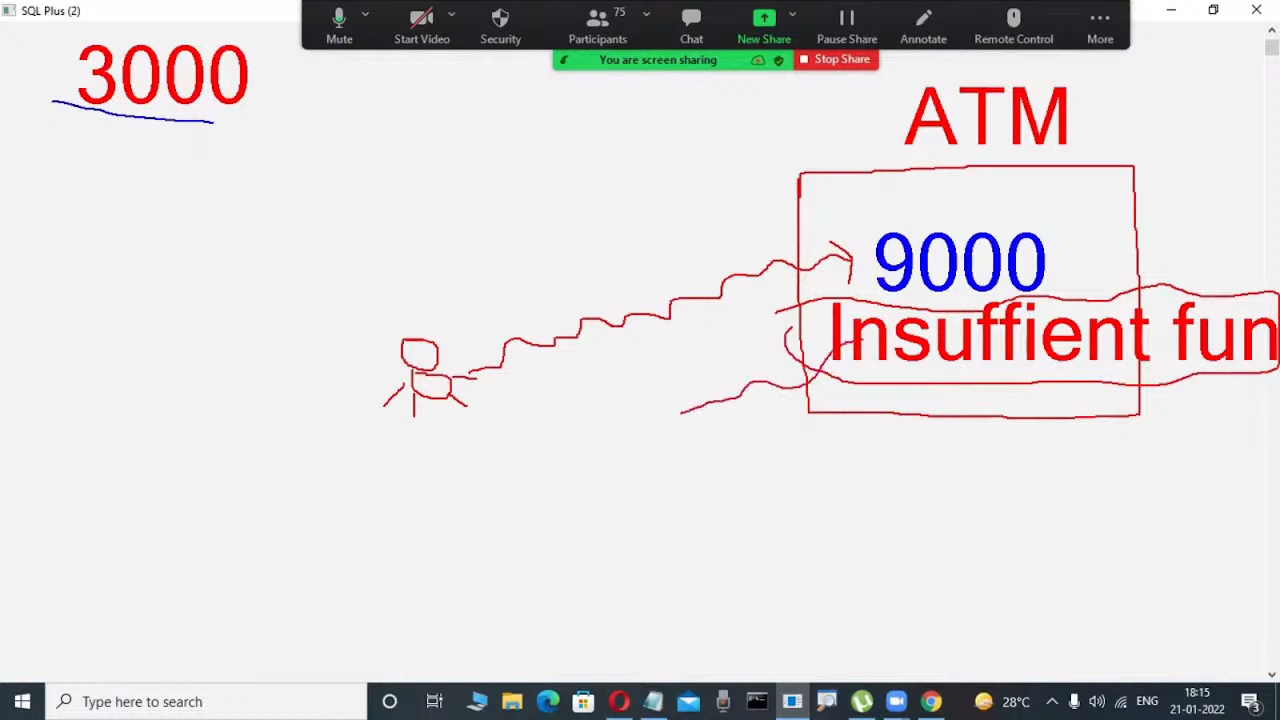 SQL Plus (2)
Mute
Start Video
Security
75
Participants
Chat
New Share
Pause Share
Annotate
Remote Control
More
You are screen sharing
Stop Share
3000
ATM
9000
Insuffient fun
Type here to search
28°C
ENG
18:15
21-01-2022
3